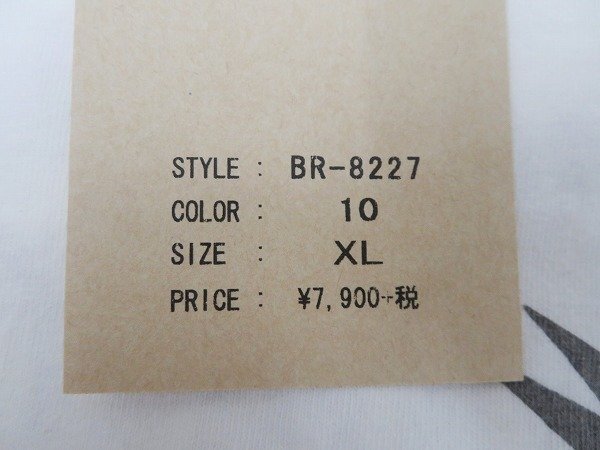 STYLE : BR-8227
COLOR : 10
SIZE : XL
PRICE : ¥7,900-+税